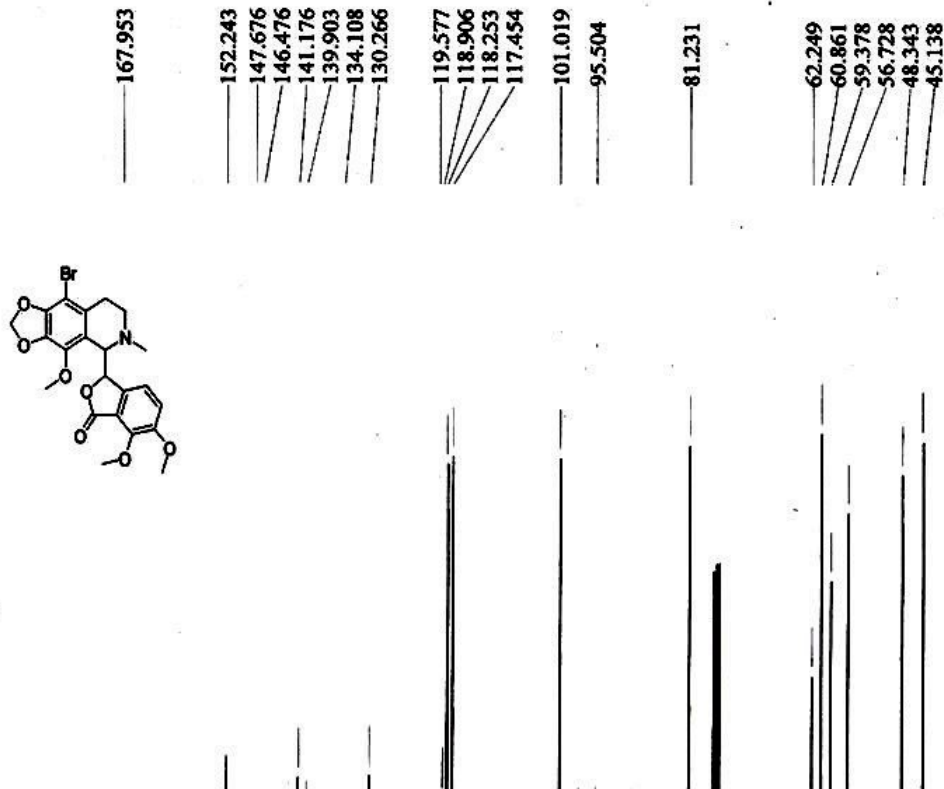 167.953
152.243
147.676
146.476
141.176
139.903
134.108
130.266
119.577
118.906
118.253
117.454
101.019
95.504
81.231
62.249
60.861
59.378
56.728
48.343
45.138
Br
O
O
N
O
O
O
O
O